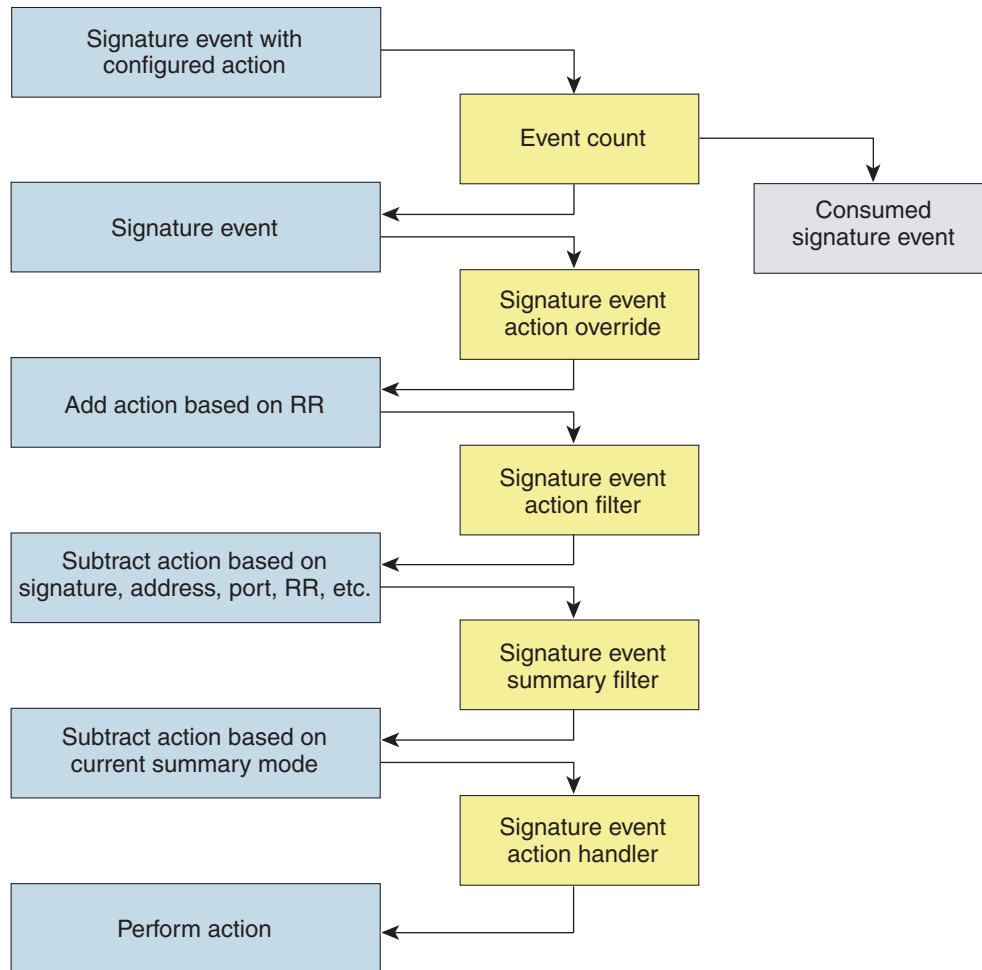 Signature event with
configured action
Event count
Consumed
signature event
Signature event
Signature event
action override
Add action based on RR
Signature event
action filter
Subtract action based on
signature, address, port, RR, etc.
Signature event
summary filter
Subtract action based on
current summary mode
Signature event
action handler
Perform action